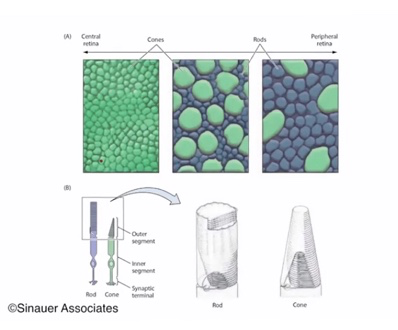 (A)
Central
retina
Cones
Rods
Peripheral
retina
(B)
Outer
segment
Inner
segment
Synaptic
terminal
Rod
Cone
Rod
Cone
©Sinauer Associates